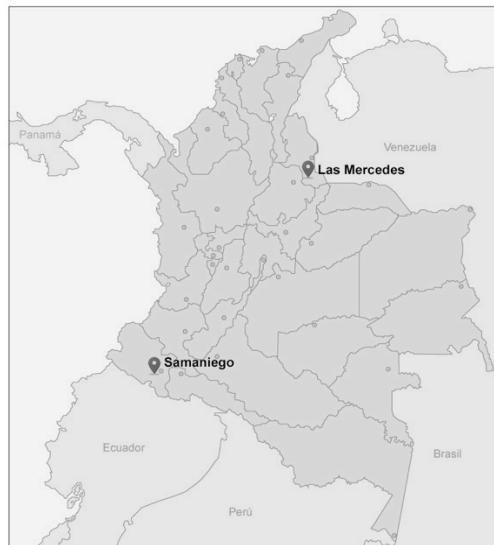 Panamá
Venezuela
Las Mercedes
Samaniego
Ecuador
Brasil
Perú